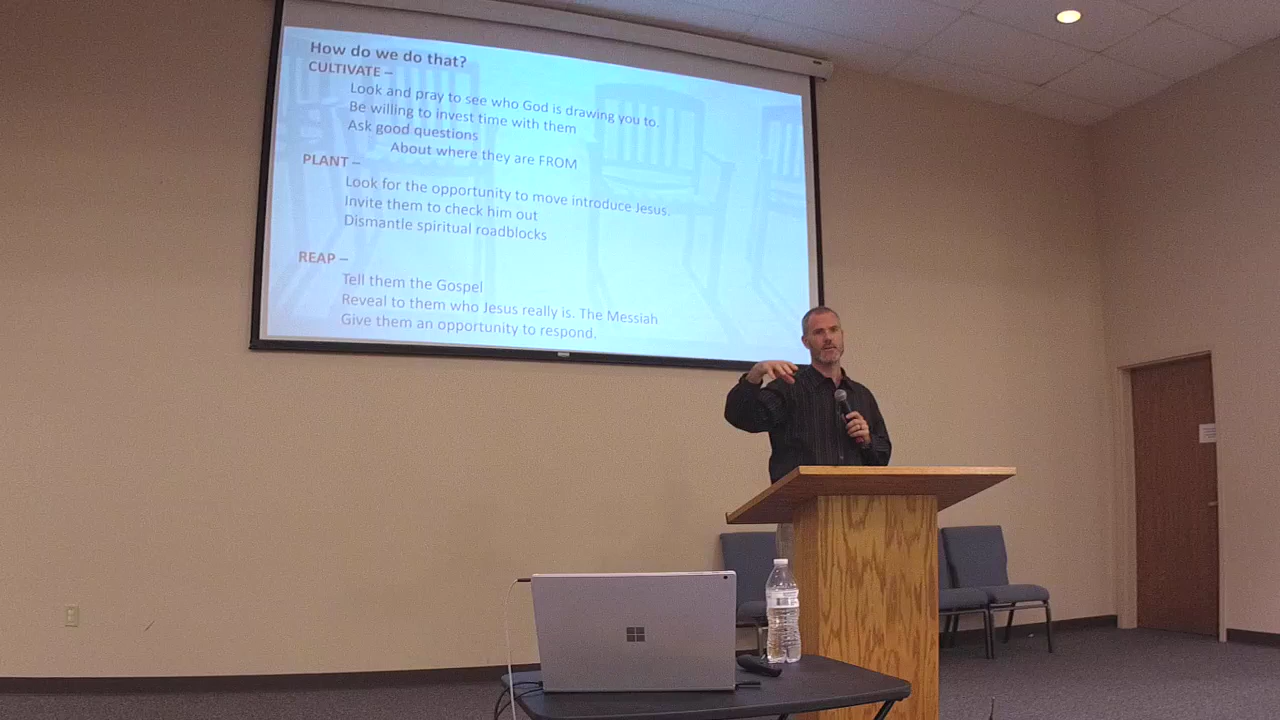 How do we do that?
CULTIVATE –
Look and pray to see who God is drawing you to.
Be willing to invest time with them
Ask good questions
About where they are FROM
PLANT –
Look for the opportunity to move introduce Jesus.
Invite them to check him out
Dismantle spiritual roadblocks
REAP –
Tell them the Gospel
Reveal to them who Jesus really is. The Messiah
Give them an opportunity to respond.